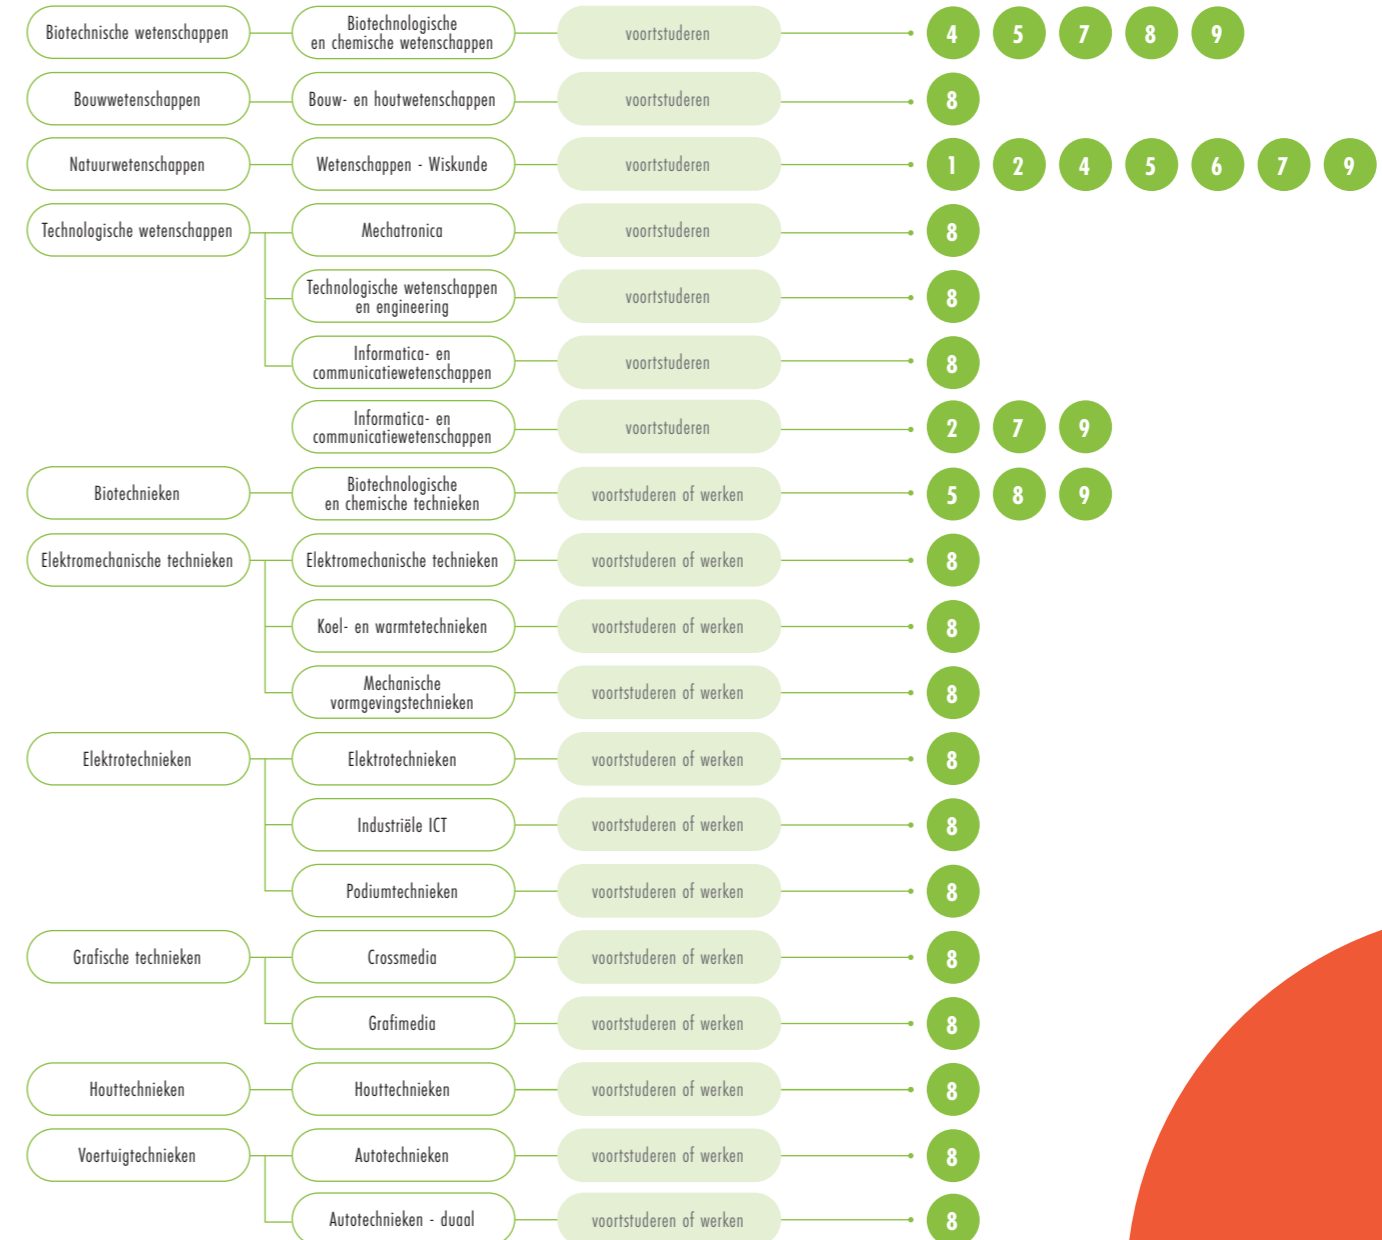 Biotechnische wetenschappen
Biotechnologische
en chemische wetenschappen
voortstuderen
4 5 7 8 9
Bouwwetenschappen
Bouw- en houtwetenschappen
voortstuderen
8
Natuurwetenschappen
Wetenschappen - Wiskunde
voortstuderen
1 2 4 5 6 7 9
Technologische wetenschappen
Mechatronica
voortstuderen
8
Technologische wetenschappen
en engineering
voortstuderen
8
Informatica- en
communicatiewetenschappen
voortstuderen
8
Informatica- en
communicatiewetenschappen
voortstuderen
2 7 9
Biotechnieken
Biotechnologische
en chemische technieken
voortstuderen of werken
5 8 9
Elektromechanische technieken
Elektromechanische technieken
voortstuderen of werken
8
Koel- en warmtetechnieken
voortstuderen of werken
8
Mechanische
vormgevingstechnieken
voortstuderen of werken
8
Elektrotechnieken
Elektrotechnieken
voortstuderen of werken
8
Industriële ICT
voortstuderen of werken
8
Podiumtechnieken
voortstuderen of werken
8
Grafische technieken
Crossmedia
voortstuderen of werken
8
Grafimedia
voortstuderen of werken
8
Houttechnieken
Houttechnieken
voortstuderen of werken
8
Voertuigtechnieken
Autotechnieken
voortstuderen of werken
8
Autotechnieken - duaal
voortstuderen of werken
8